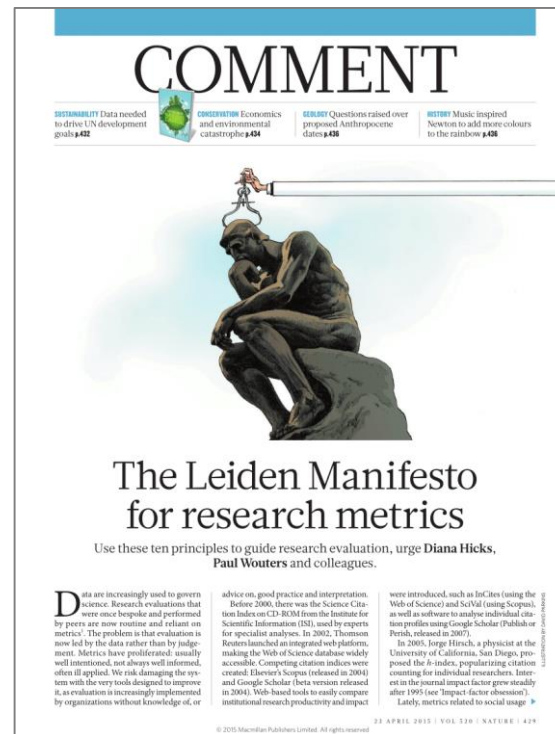 COMMENT
SUSTAINABILITY Data needed
to drive UN development
goals p.432
CONSERVATION Economics
and environmental
catastrophe p.434
GEOLOGY Questions raised over
proposed Anthropocene
dates p.436
HISTORY Music inspired
Newton to add more colours
to the rainbow p.436
The Leiden Manifesto
for research metrics
Use these ten principles to guide research evaluation, urge Diana Hicks,
Paul Wouters and colleagues.
Data are increasingly used to govern
science. Research evaluations that
were once bespoke and performed
by peers are now routine and reliant on
metrics¹. The problem is that evaluation is
now led by the data rather than by judge-
ment. Metrics have proliferated: usually
well intentioned, not always well informed,
often ill applied. We risk damaging the sys-
tem with the very tools designed to improve
it, as evaluation is increasingly implemented
by organizations without knowledge of, or
advice on, good practice and interpretation.
Before 2000, there was the Science Cita-
tion Index on CD-ROM from the Institute for
Scientific Information (ISI), used by experts
for specialist analyses. In 2002, Thomson
Reuters launched an integrated web platform,
making the Web of Science database widely
accessible. Competing citation indices were
created: Elsevier's Scopus (released in 2004)
and Google Scholar (beta version released
in 2004). Web-based tools to easily compare
institutional research productivity and impact
were introduced, such as InCites (using the
Web of Science) and SciVal (using Scopus),
as well as software to analyse individual cita-
tion profiles using Google Scholar (Publish or
Perish, released in 2007).
In 2005, Jorge Hirsch, a physicist at the
University of California, San Diego, pro-
posed the h-index, popularizing citation
counting for individual researchers. Inter-
est in the journal impact factor grew steadily
after 1995 (see 'Impact-factor obsession').
Lately, metrics related to social usage
ILLUSTRATION BY DAVID PARKINS
23 APRIL 2015 | VOL 520 | NATURE | 429
© 2015 Macmillan Publishers Limited. All rights reserved